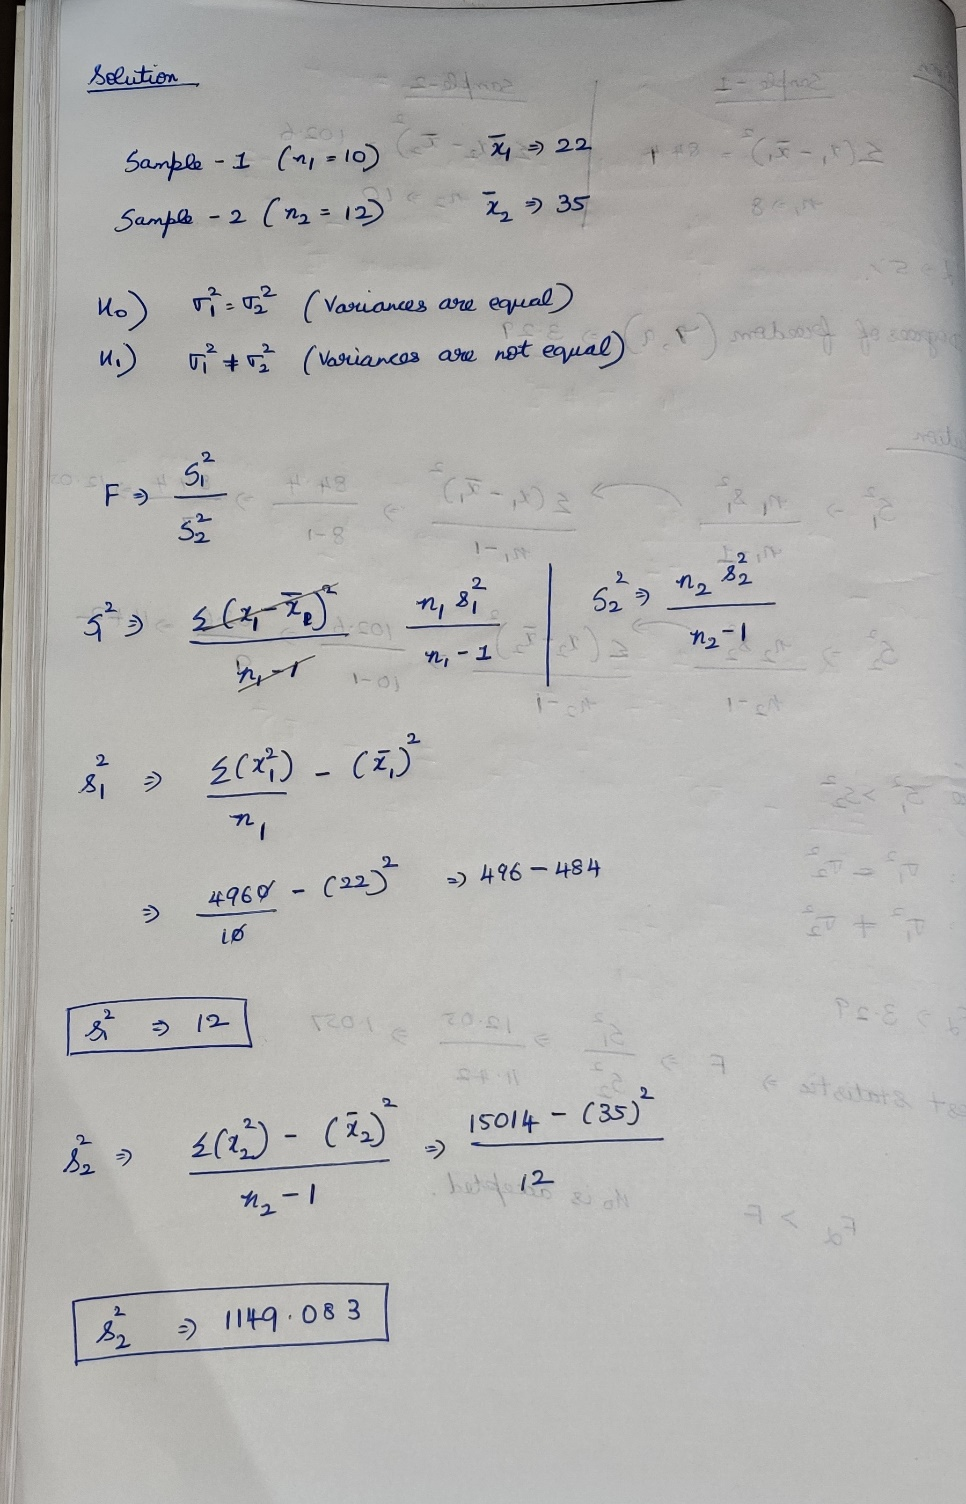 Solution
Sample - 1 (n₁ = 10) x̄₁ ⇒ 22
Sample - 2 (n₂ = 12) x̄₂ ⇒ 35
H₀) σ₁² = σ₂² (Variances are equal)
H₁) σ₁² ≠ σ₂² (Variances are not equal)
F ⇒ S₁² / S₂²
S₁² ⇒ Σ(x₁ - x̄₁)² / n₁ - 1 n₁ s₁² / n₁ - 1 | S₂² ⇒ n₂ s₂² / n₂ - 1
s₁² ⇒ Σ(x₁²) / n₁ - (x̄₁)²
⇒ 4960 / 10 - (22)² ⇒ 496 - 484
s₁² ⇒ 12
s₂² ⇒ Σ(x₂²) - (x̄₂)² / n₂ - 1 ⇒ 15014 - (35)² / 12
s₂² ⇒ 1149.083